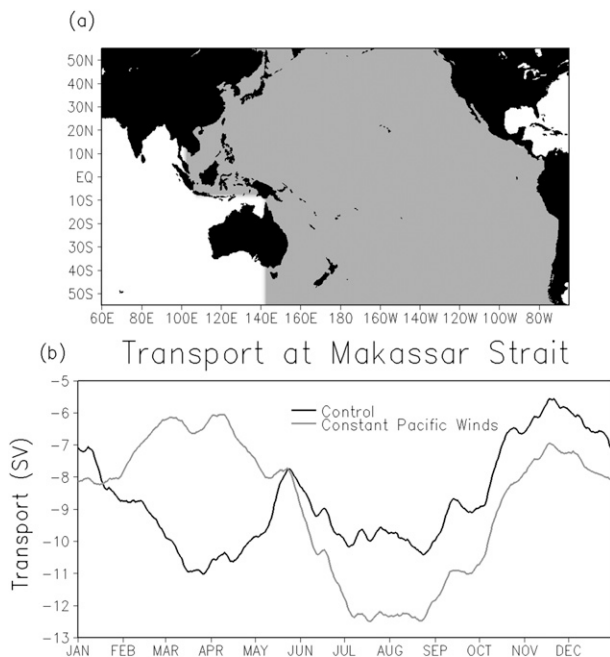 (a)
50N
40N
30N
20N
10N
EQ
10S
20S
30S
40S
50S
60E 80E 100E 120E 140E 160E 180 160W 140W 120W 100W 80W
(b) Transport at Makassar Strait
Transport (SV)
-5
-6
-7
-8
-9
-10
-11
-12
-13
Control
Constant Pacific Winds
JAN FEB MAR APR MAY JUN JUL AUG SEP OCT NOV DEC